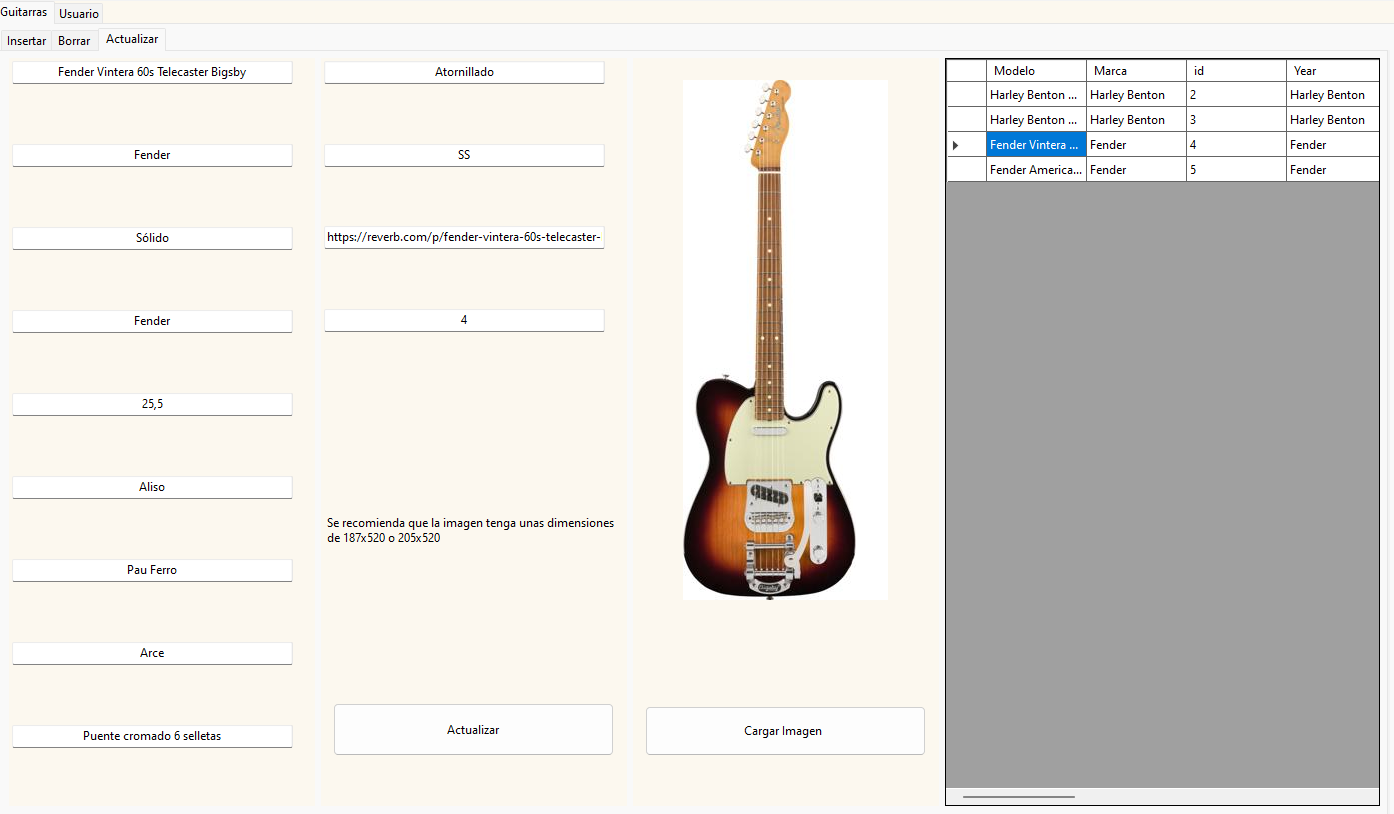 Guitarras Usuario
Insertar Borrar Actualizar
Fender Vintera 60s Telecaster Bigsby
Fender
Sólido
Fender
25,5
Aliso
Pau Ferro
Arce
Puente cromado 6 selletas
Atornillado
SS
https://reverb.com/p/fender-vintera-60s-telecaster-
4
Se recomienda que la imagen tenga unas dimensiones
de 187x520 o 205x520
Actualizar
Cargar Imagen
Modelo Marca id Year
Harley Benton ... Harley Benton 2 Harley Benton
Harley Benton ... Harley Benton 3 Harley Benton
Fender Vintera ... Fender 4 Fender
Fender America... Fender 5 Fender